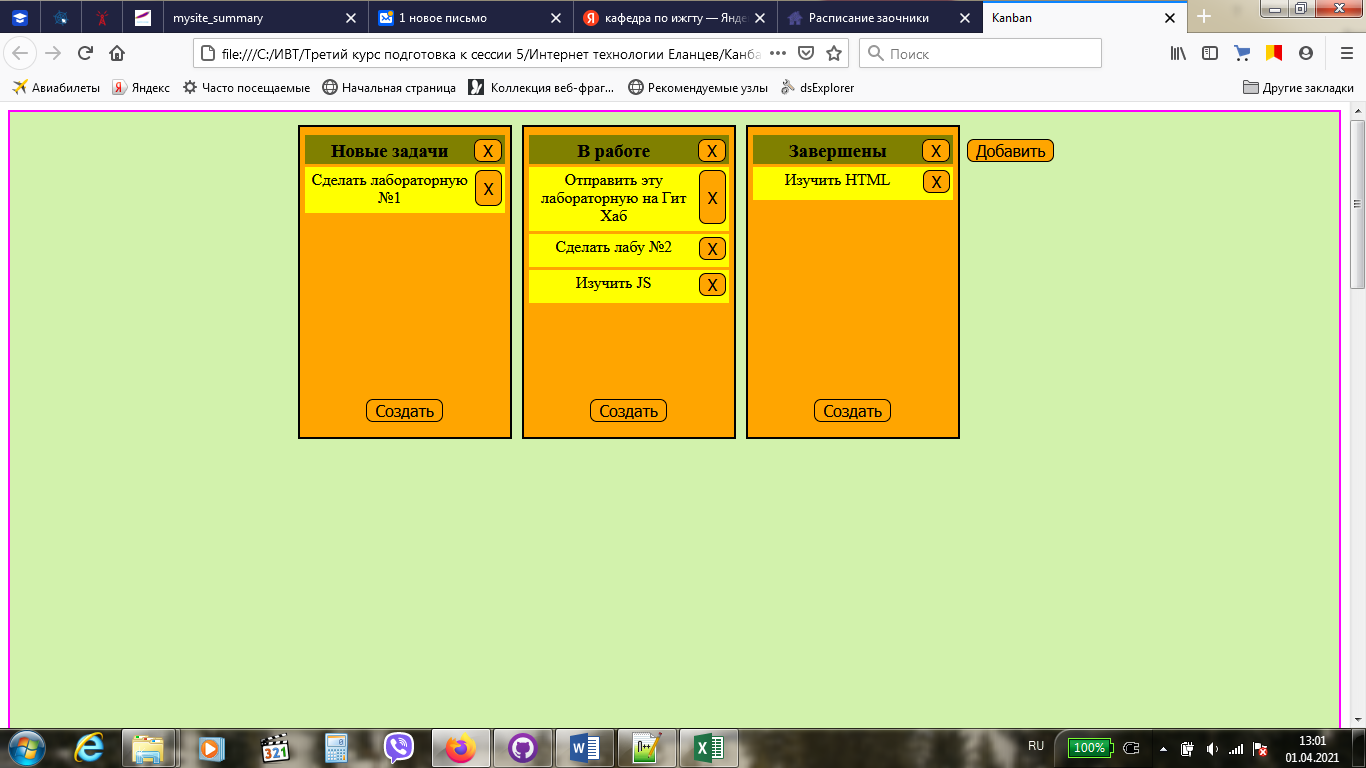 mysite_summary
1 новое письмо
кафедра по ижгту — Янде
Расписание заочники
Kanban
file:///C:/ИВТ/Третий курс подготовка к сессии 5/Интернет технологии Еланцев/Канба
Поиск
Авиабилеты
Яндекс
Часто посещаемые
Начальная страница
Коллекция веб-фраг...
Рекомендуемые узлы
dsExplorer
Другие закладки
Новые задачи X
Сделать лабораторную
№1
X
Создать
В работе X
Отправить эту
лабораторную на Гит
Хаб
X
Сделать лабу №2 X
Изучить JS X
Создать
Завершены X
Изучить HTML X
Создать
Добавить
321
RU
100%
13:01
01.04.2021